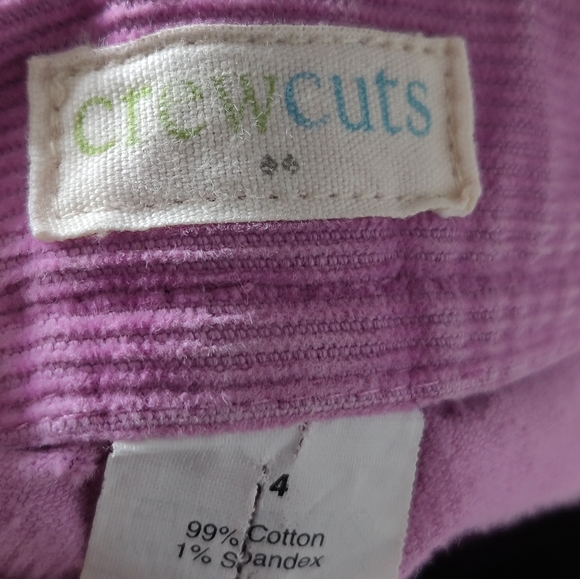 crewcuts
4
99% Cotton
1% Spandex